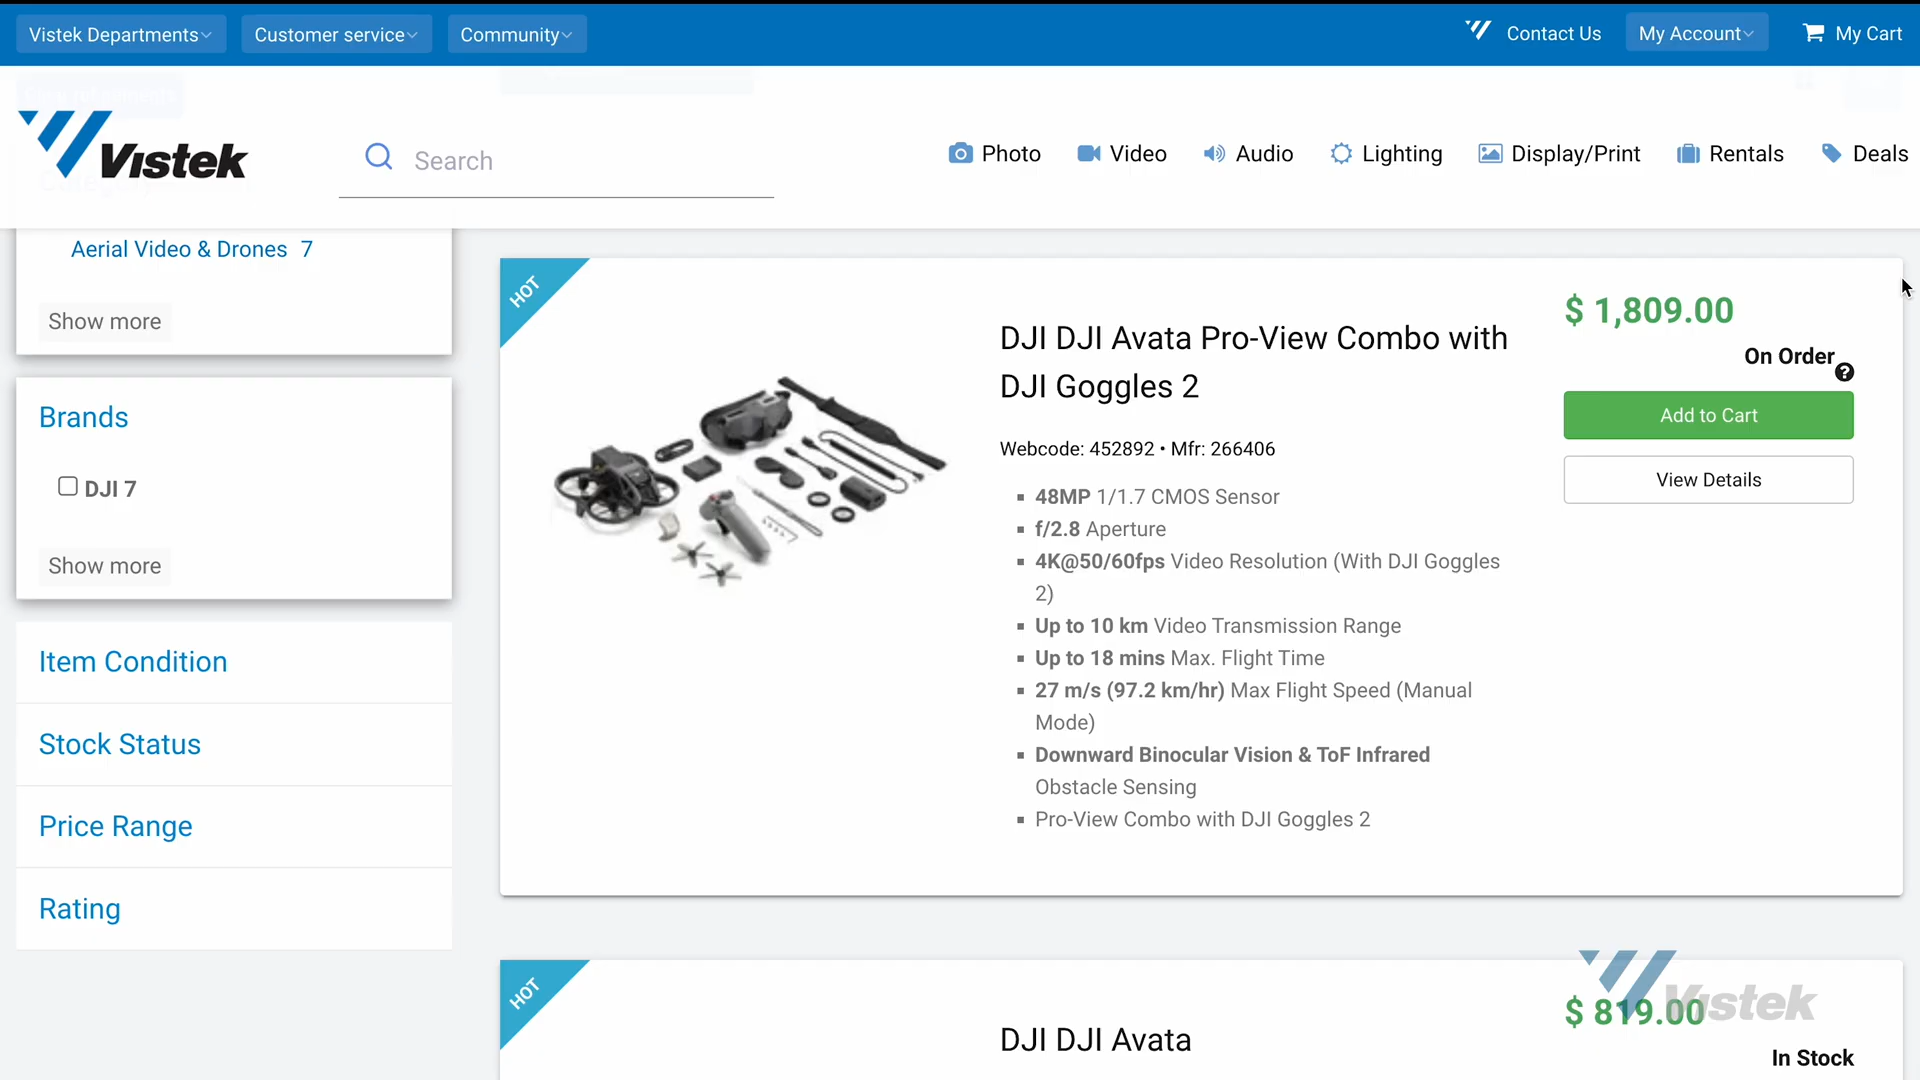 Vistek Departments
Customer service
Community
Contact Us
My Account
My Cart
Vistek
Search
Photo
Video
Audio
Lighting
Display/Print
Rentals
Deals
Aerial Video & Drones 7
Show more
Brands
DJI 7
Show more
Item Condition
Stock Status
Price Range
Rating
HOT
DJI DJI Avata Pro-View Combo with
DJI Goggles 2
Webcode: 452892 • Mfr: 266406
48MP 1/1.7 CMOS Sensor
f/2.8 Aperture
4K@50/60fps Video Resolution (With DJI Goggles
2)
Up to 10 km Video Transmission Range
Up to 18 mins Max. Flight Time
27 m/s (97.2 km/hr) Max Flight Speed (Manual
Mode)
Downward Binocular Vision & ToF Infrared
Obstacle Sensing
Pro-View Combo with DJI Goggles 2
$ 1,809.00
On Order
?
Add to Cart
View Details
HOT
DJI DJI Avata
$ 819.00
Vistek
In Stock